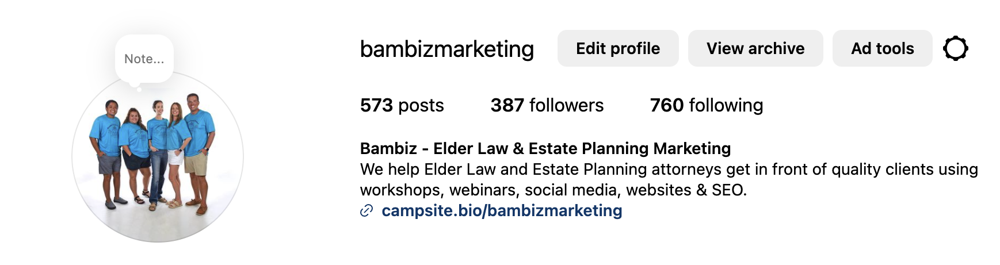 Note...
bambizmarketing
Edit profile
View archive
Ad tools
573 posts
387 followers
760 following
Bambiz - Elder Law & Estate Planning Marketing
We help Elder Law and Estate Planning attorneys get in front of quality clients using
workshops, webinars, social media, websites & SEO.
campsite.bio/bambizmarketing